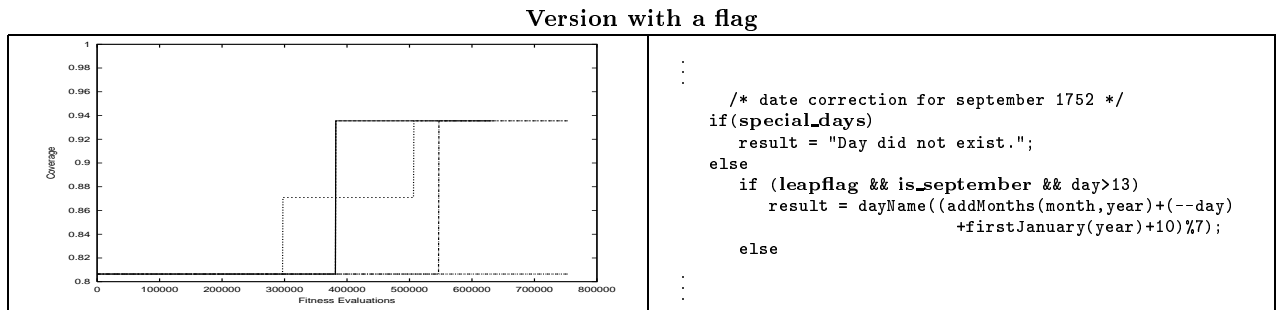 Version with a flag
1
0.98
0.96
0.94
0.92
0.9
0.88
0.86
0.84
0.82
0.8
Coverage
0 100000 200000 300000 400000 500000 600000 700000 800000
Fitness Evaluations
.
.
.
/* date correction for september 1752 */
if(special_days)
result = "Day did not exist.";
else
if (leapflag && is_september && day>13)
result = dayName((addMonths(month,year)+(--day)
+firstJanuary(year)+10)%7);
else
.
.
.